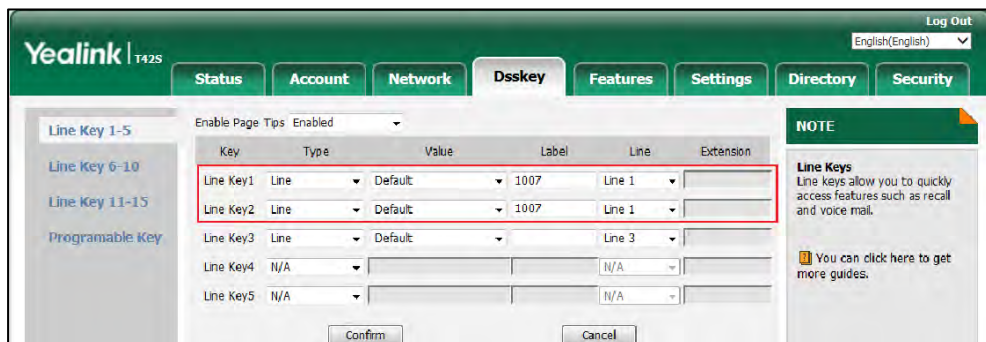 Log Out
Yealink | T42S
English(English)
Status Account Network Dsskey Features Settings Directory Security
Line Key 1-5
Line Key 6-10
Line Key 11-15
Programable Key
Enable Page Tips Enabled
Key Type Value Label Line Extension
Line Key1 Line Default 1007 Line 1
Line Key2 Line Default 1007 Line 1
Line Key3 Line Default Line 3
Line Key4 N/A N/A
Line Key5 N/A N/A
Confirm Cancel
NOTE
Line Keys
Line keys allow you to quickly
access features such as recall
and voice mail.
You can click here to get
more guides.